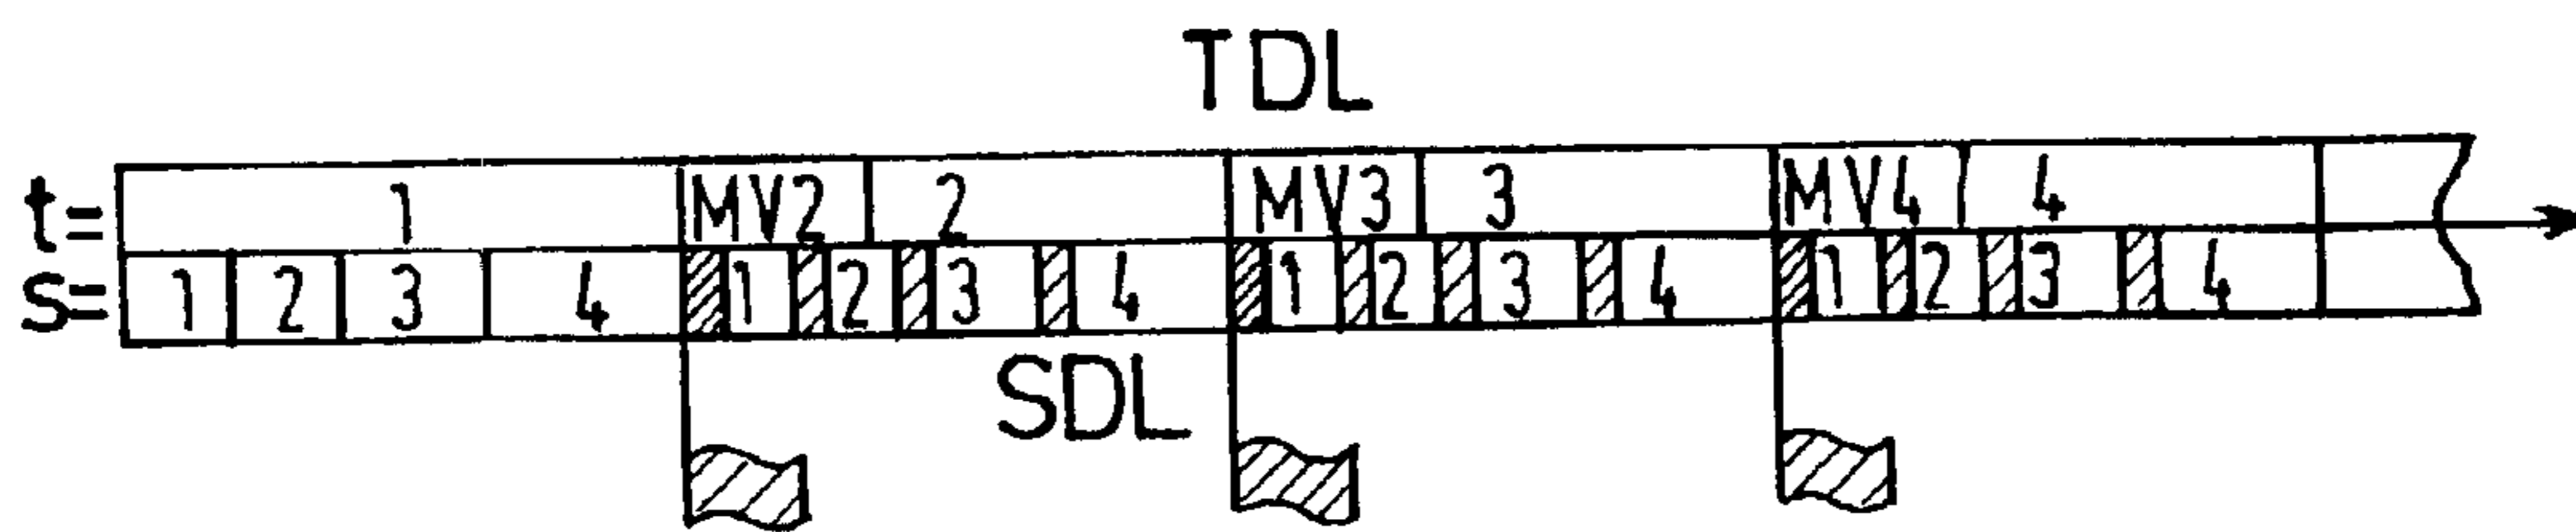 TDL
t= 1 MV2 2 MV3 3 MV4 4
s= 1 2 3 4 1 2 3 4 1 2 3 4 1 2 3 4
SDL